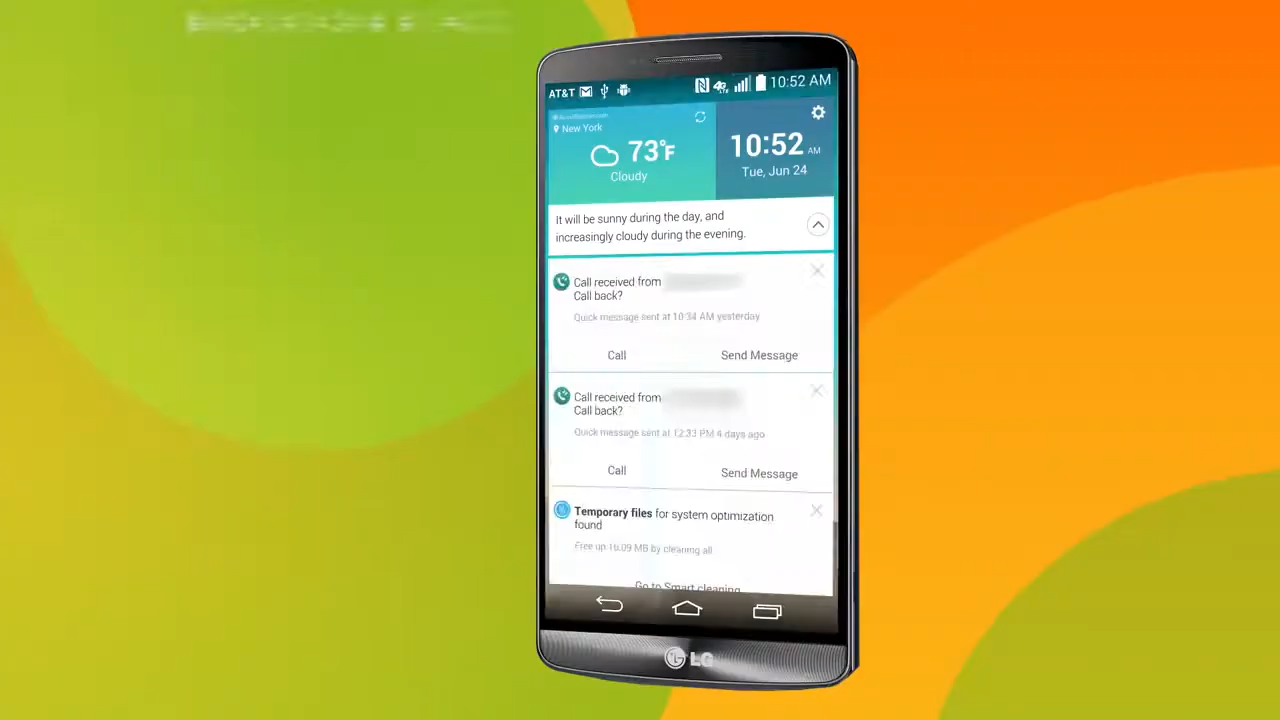 AT&T
10:52 AM
New York
73°F
Cloudy
10:52 AM
Tue, Jun 24
It will be sunny during the day, and
increasingly cloudy during the evening.
Call received from
Call back?
Quick message sent at 10:34 AM yesterday
Call
Send Message
Call received from
Call back?
Quick message sent at 12:33 PM 4 days ago
Call
Send Message
Temporary files for system optimization
found
Free up 16.09 MB by cleaning all
Go to Smart cleaning
LG